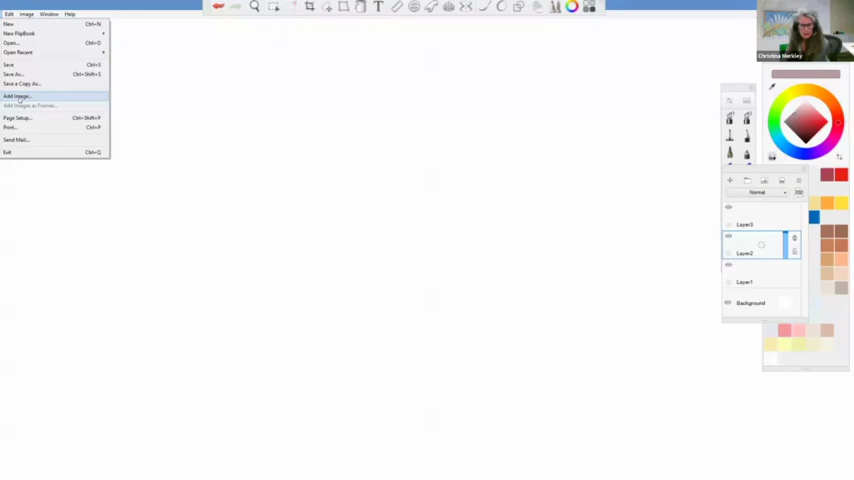 Edit Image Window Help
New Ctrl+N
New FlipBook
Open... Ctrl+O
Open Recent
Save Ctrl+S
Save As... Ctrl+Shift+S
Save a Copy As...
Add Image...
Add Images as Frames...
Page Setup... Ctrl+Shift+P
Print... Ctrl+P
Send Mail...
Exit Ctrl+Q
T
Christina Merkley
Normal
Layer3
Layer2
Layer1
Background